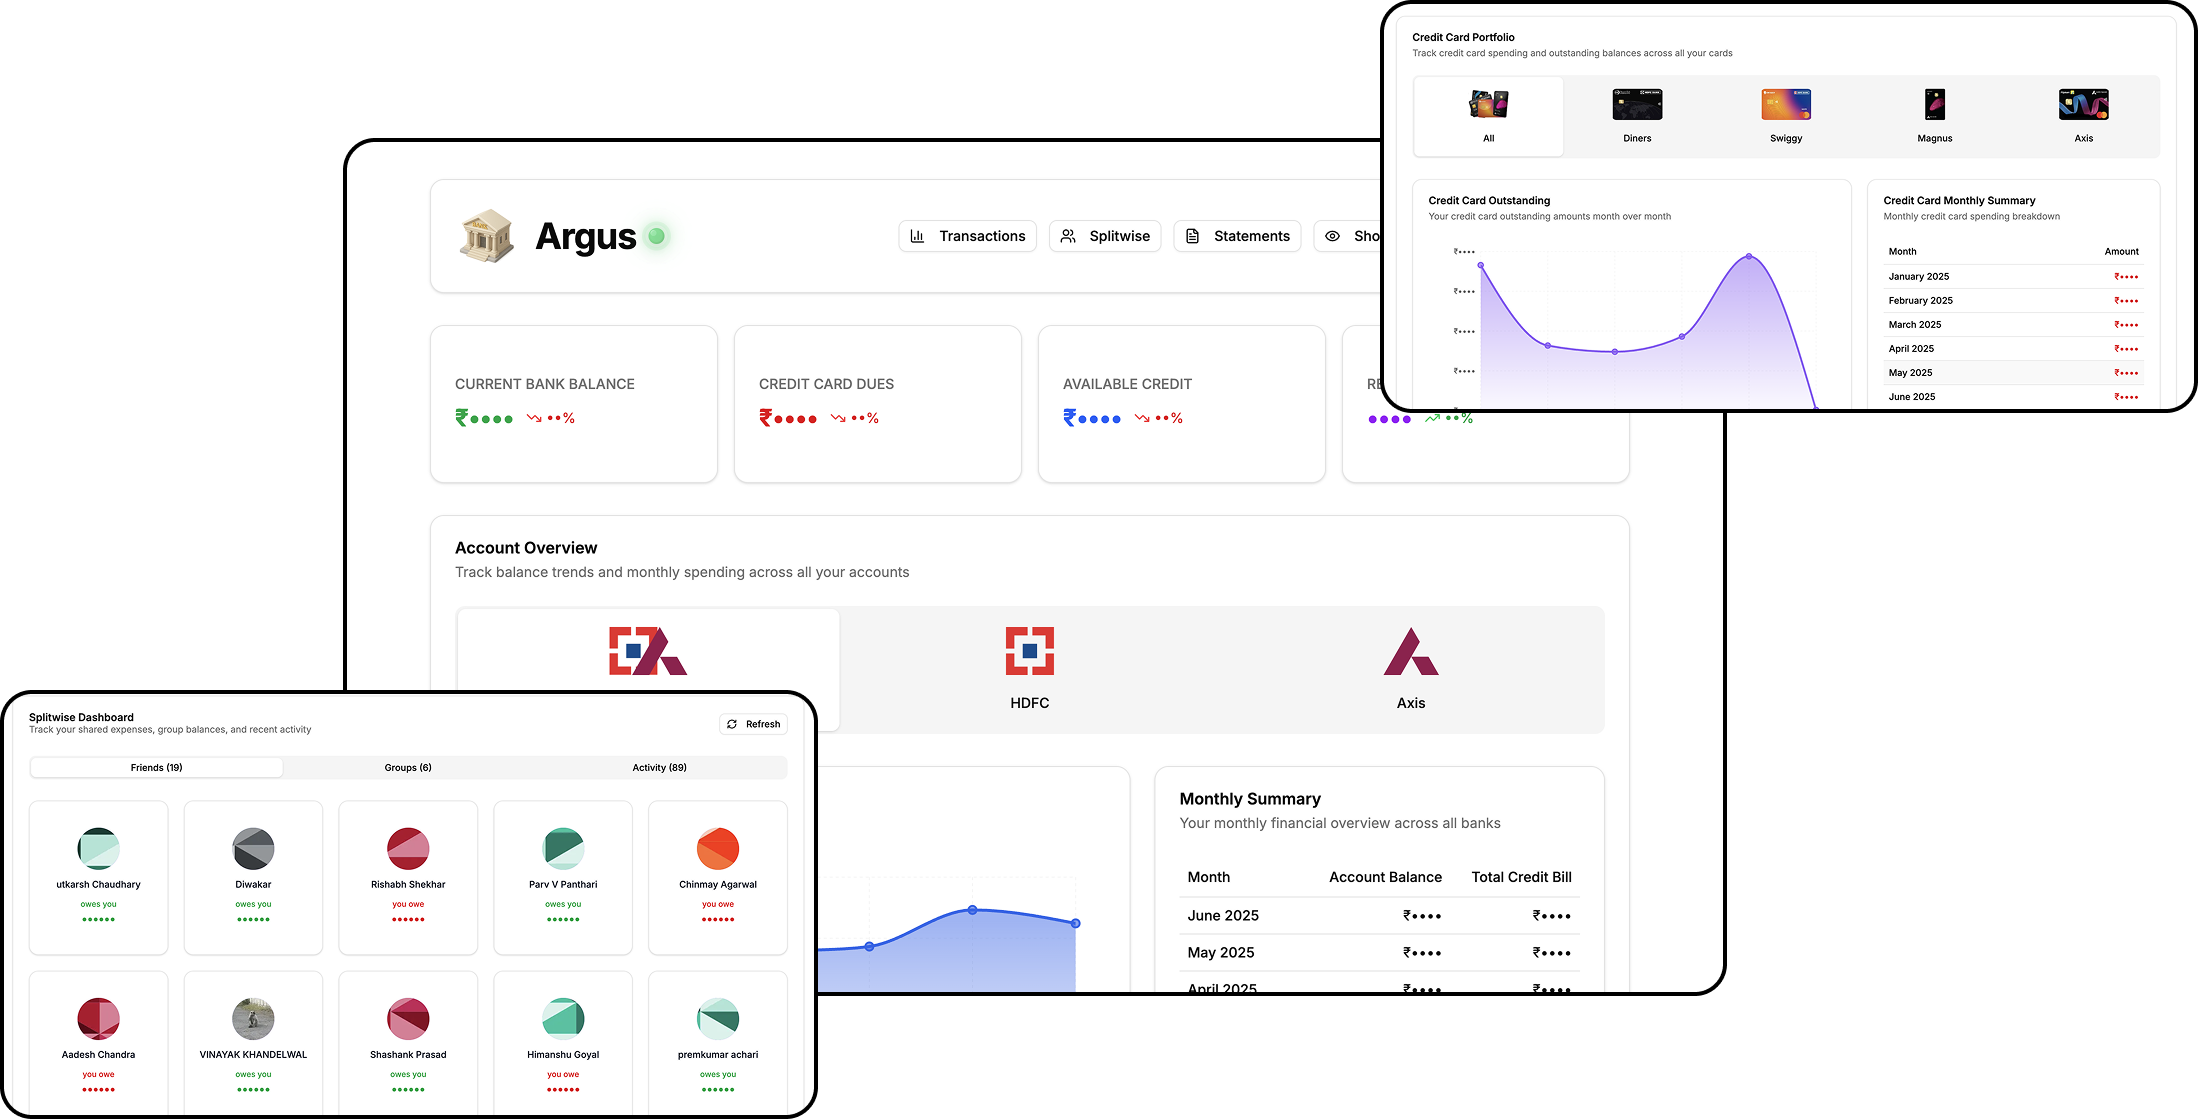 Credit Card Portfolio
Track credit card spending and outstanding balances across all your cards
All
Diners
Swiggy
Magnus
Axis
Credit Card Outstanding
Your credit card outstanding amounts month over month
₹••••
₹••••
₹••••
₹••••
Credit Card Monthly Summary
Monthly credit card spending breakdown
Month Amount
January 2025 ₹••••
February 2025 ₹••••
March 2025 ₹••••
April 2025 ₹••••
May 2025 ₹••••
June 2025 ₹••••
Argus
Transactions
Splitwise
Statements
CURRENT BANK BALANCE
₹•••• ••%
CREDIT CARD DUES
₹•••• ••%
AVAILABLE CREDIT
₹•••• ••%
•••• ••%
Account Overview
Track balance trends and monthly spending across all your accounts
HDFC
Axis
Monthly Summary
Your monthly financial overview across all banks
Month Account Balance Total Credit Bill
June 2025 ₹•••• ₹••••
May 2025 ₹•••• ₹••••
April 2025 ₹•••• ₹••••
Splitwise Dashboard
Track your shared expenses, group balances, and recent activity
Refresh
Friends (19)
Groups (6)
Activity (89)
utkarsh Chaudhary
owes you
••••••
Diwakar
owes you
••••••
Rishabh Shekhar
you owe
••••••
Parv V Panthari
owes you
••••••
Chinmay Agarwal
you owe
••••••
Aadesh Chandra
you owe
••••••
VINAYAK KHANDELWAL
owes you
••••••
Shashank Prasad
owes you
••••••
Himanshu Goyal
you owe
••••••
premkumar achari
owes you
••••••